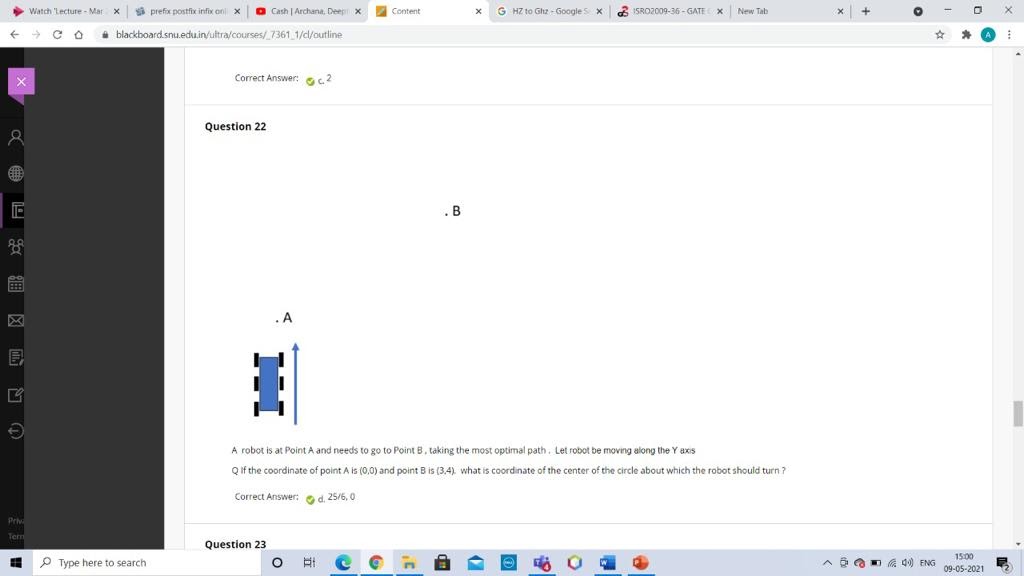 Watch 'Lecture - Mar
prefix postfix infix onli
Cash | Archana, Deep
Content
HZ to Ghz - Google S
ISRO2009-36 - GATE
New Tab
blackboard.snu.edu.in/ultra/courses/_7361_1/cl/outline
A
Correct Answer: c. 2
Question 22
. B
. A
A robot is at Point A and needs to go to Point B , taking the most optimal path . Let robot be moving along the Y axis
Q If the coordinate of point A is (0,0) and point B is (3,4), what is coordinate of the center of the circle about which the robot should turn ?
Correct Answer: d. 25/6, 0
Priva
Term
Question 23
Type here to search
ENG
15:00
09-05-2021
2